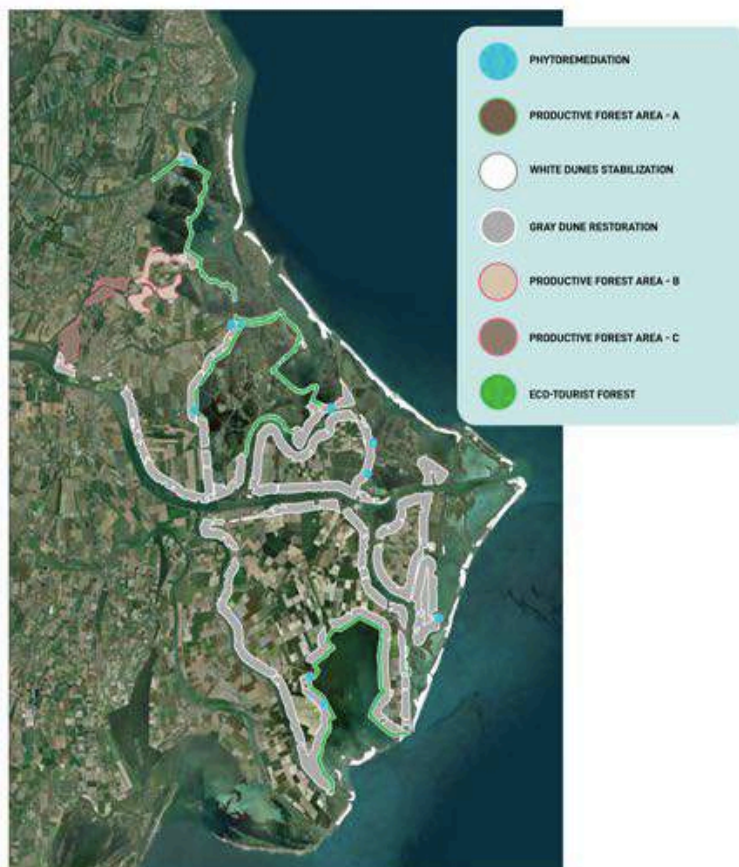 PHYTOREMEDIATION
PRODUCTIVE FOREST AREA - A
WHITE DUNES STABILIZATION
GRAY DUNE RESTORATION
PRODUCTIVE FOREST AREA - B
PRODUCTIVE FOREST AREA - C
ECO-TOURIST FOREST